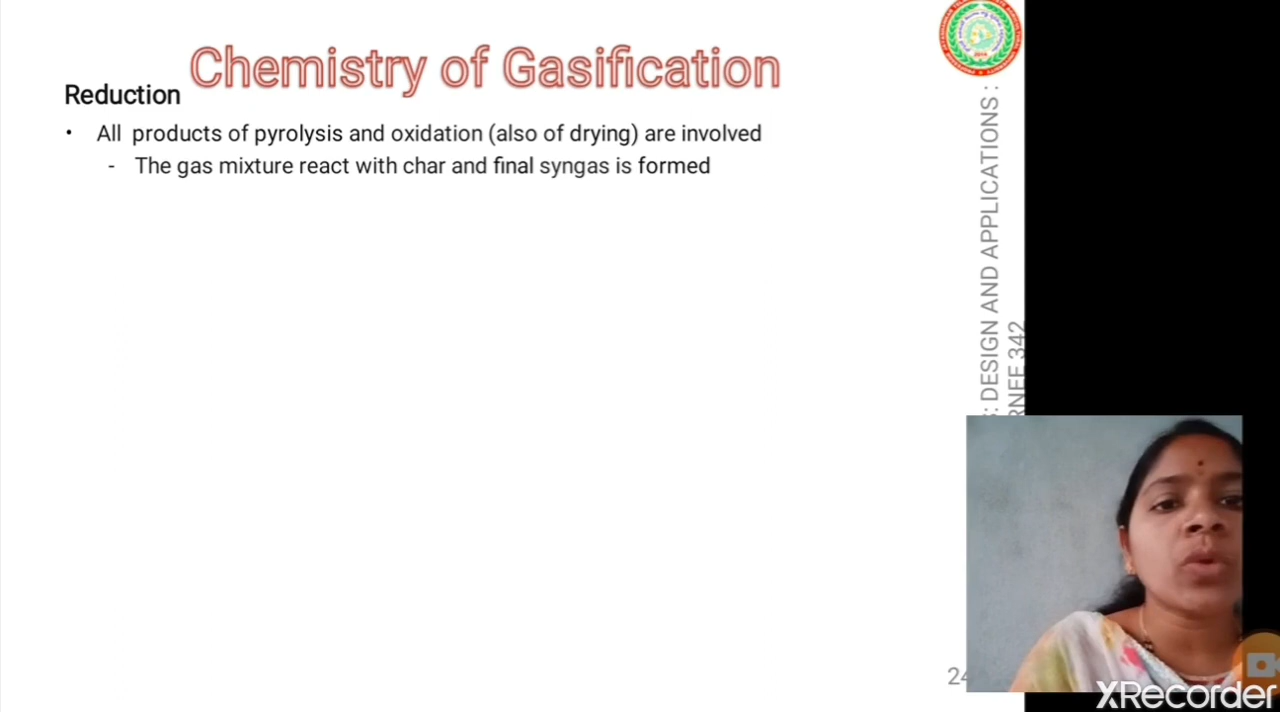 Chemistry of Gasification
Reduction
• All products of pyrolysis and oxidation (also of drying) are involved
- The gas mixture react with char and final syngas is formed
: DESIGN AND APPLICATIONS :
RNEE 342
24
XRecorder